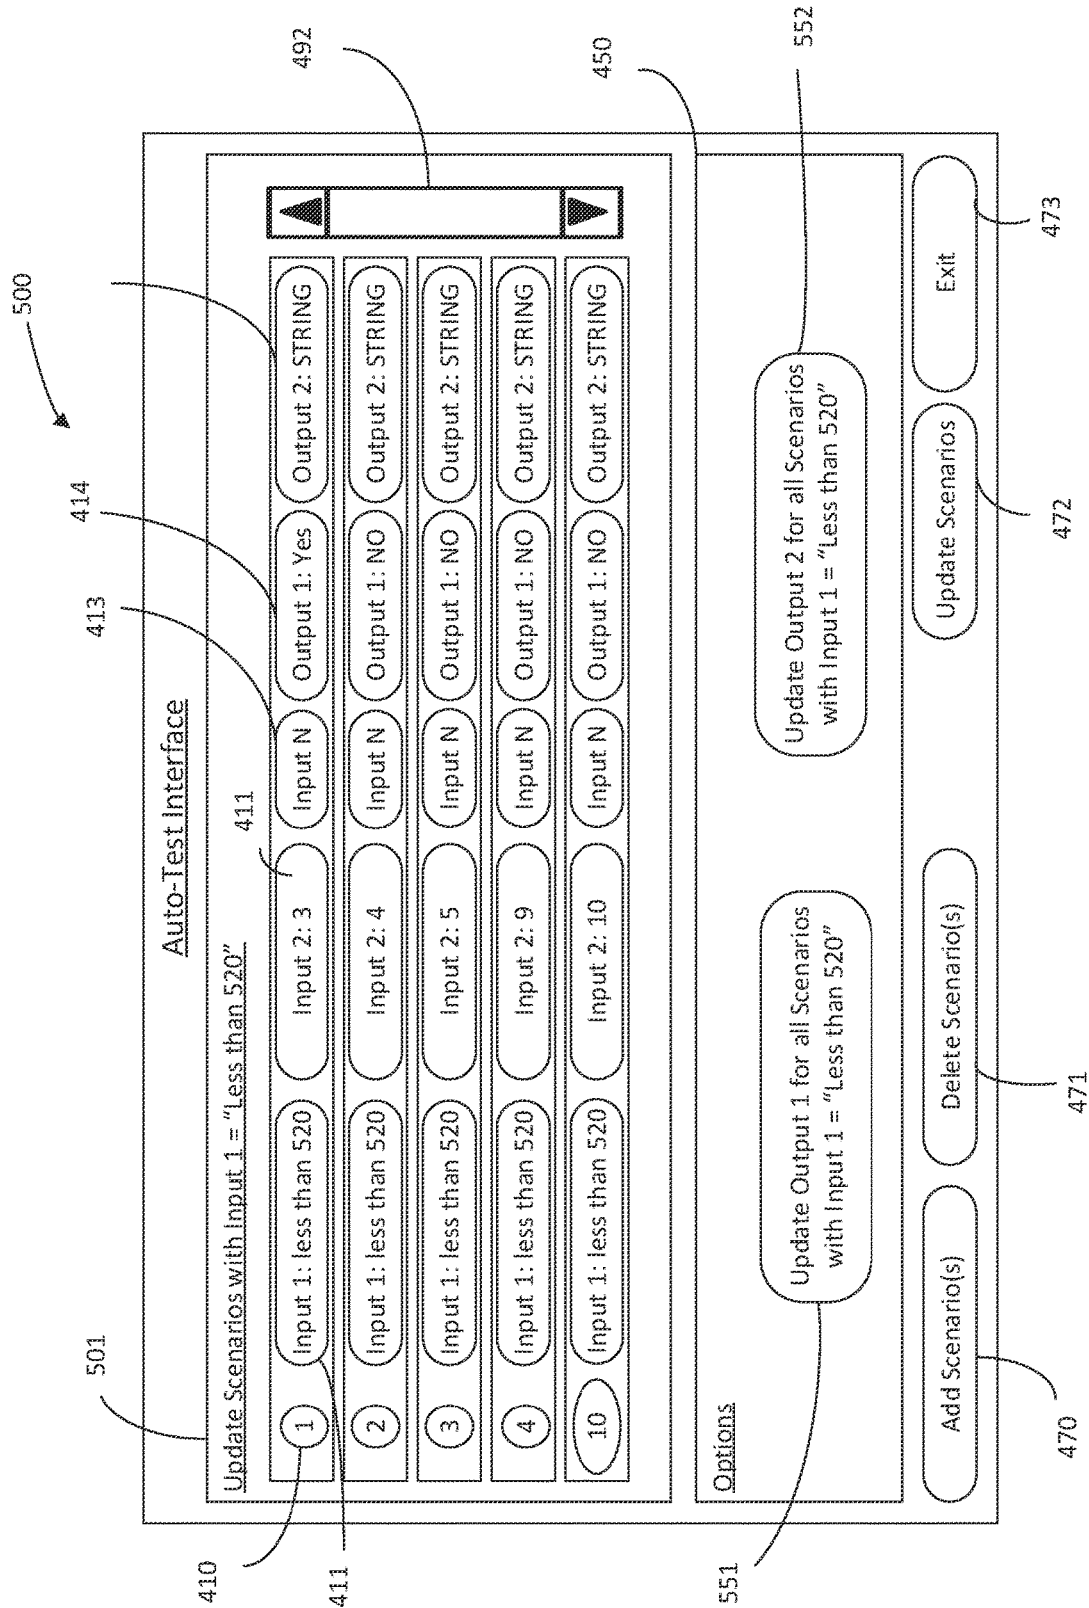 500
Auto-Test Interface
501
Update Scenarios with Input 1 = "Less than 520"
410
411
411
413
414
492
1
Input 1: less than 520
Input 2: 3
Input N
Output 1: Yes
Output 2: STRING
2
Input 1: less than 520
Input 2: 4
Input N
Output 1: NO
Output 2: STRING
3
Input 1: less than 520
Input 2: 5
Input N
Output 1: NO
Output 2: STRING
4
Input 1: less than 520
Input 2: 9
Input N
Output 1: NO
Output 2: STRING
10
Input 1: less than 520
Input 2: 10
Input N
Output 1: NO
Output 2: STRING
450
Options
Update Output 1 for all Scenarios
with Input 1 = "Less than 520"
Update Output 2 for all Scenarios
with Input 1 = "Less than 520"
551
552
Add Scenario(s)
Delete Scenario(s)
Update Scenarios
Exit
470
471
472
473